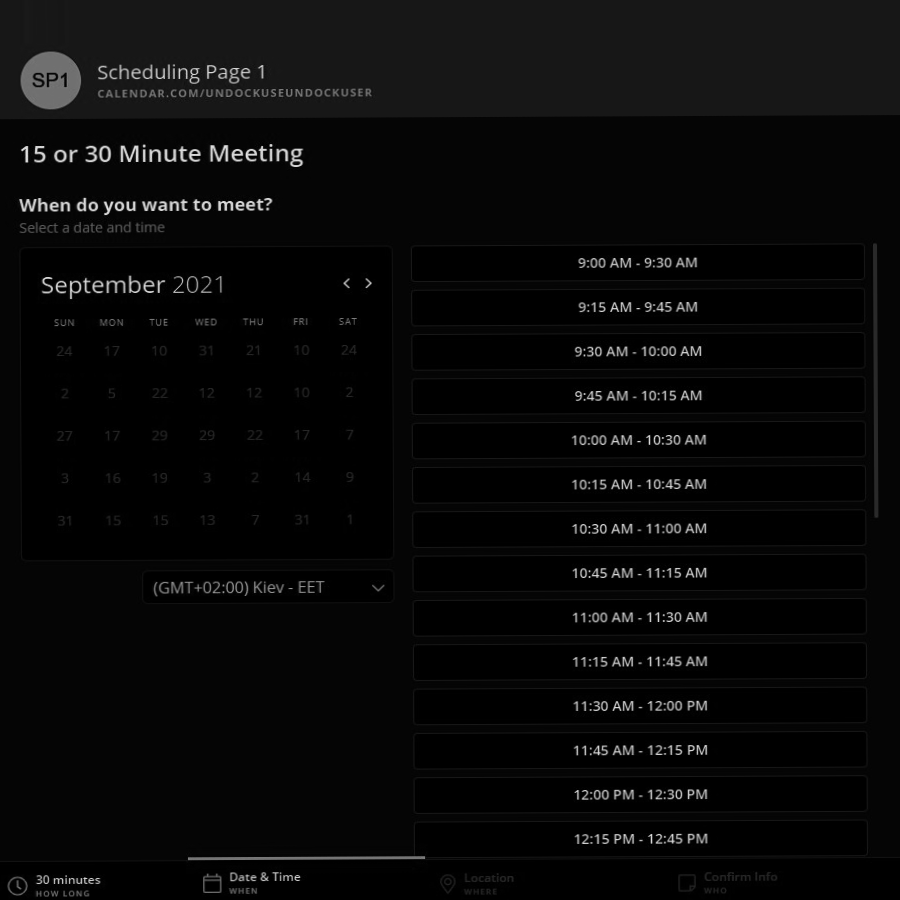 SP1
Scheduling Page 1
CALENDAR.COM/UNDOCKUSEUNDOCKUSER
15 or 30 Minute Meeting
When do you want to meet?
Select a date and time
September 2021
SUN MON TUE WED THU FRI SAT
24 17 10 31 21 10 24
2 5 22 12 12 10 2
27 17 29 29 22 17 7
3 16 19 3 2 14 9
31 15 15 13 7 31 1
(GMT+02:00) Kiev - EET
9:00 AM - 9:30 AM
9:15 AM - 9:45 AM
9:30 AM - 10:00 AM
9:45 AM - 10:15 AM
10:00 AM - 10:30 AM
10:15 AM - 10:45 AM
10:30 AM - 11:00 AM
10:45 AM - 11:15 AM
11:00 AM - 11:30 AM
11:15 AM - 11:45 AM
11:30 AM - 12:00 PM
11:45 AM - 12:15 PM
12:00 PM - 12:30 PM
12:15 PM - 12:45 PM
30 minutes
HOW LONG
Date & Time
WHEN
Location
WHERE
Confirm Info
WHO